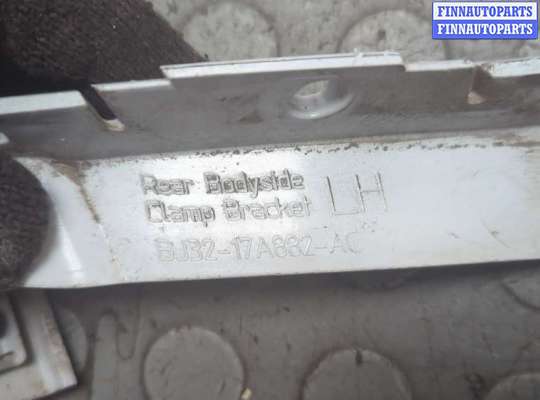 FINNAUTOPARTS
FINNAUTOPARTS
Rear Bodyside
Clamp Bracket LH
BJ32-17A882-AC